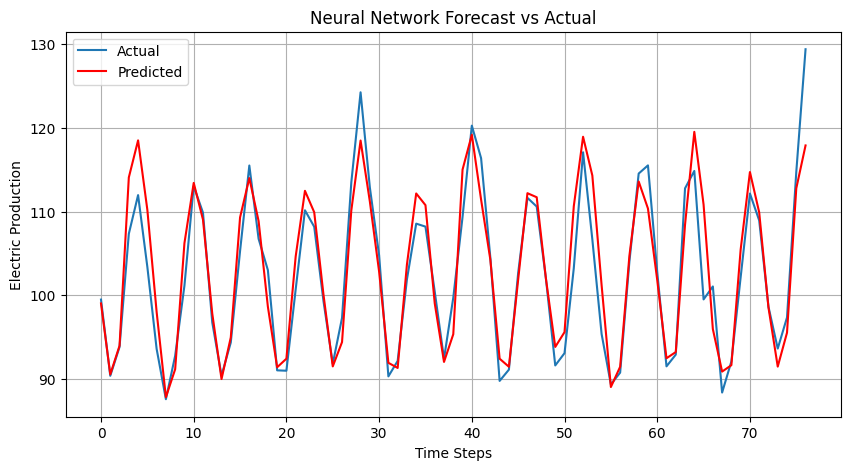 Neural Network Forecast vs Actual
Actual
Predicted
Electric Production
130
120
110
100
90
0 10 20 30 40 50 60 70
Time Steps